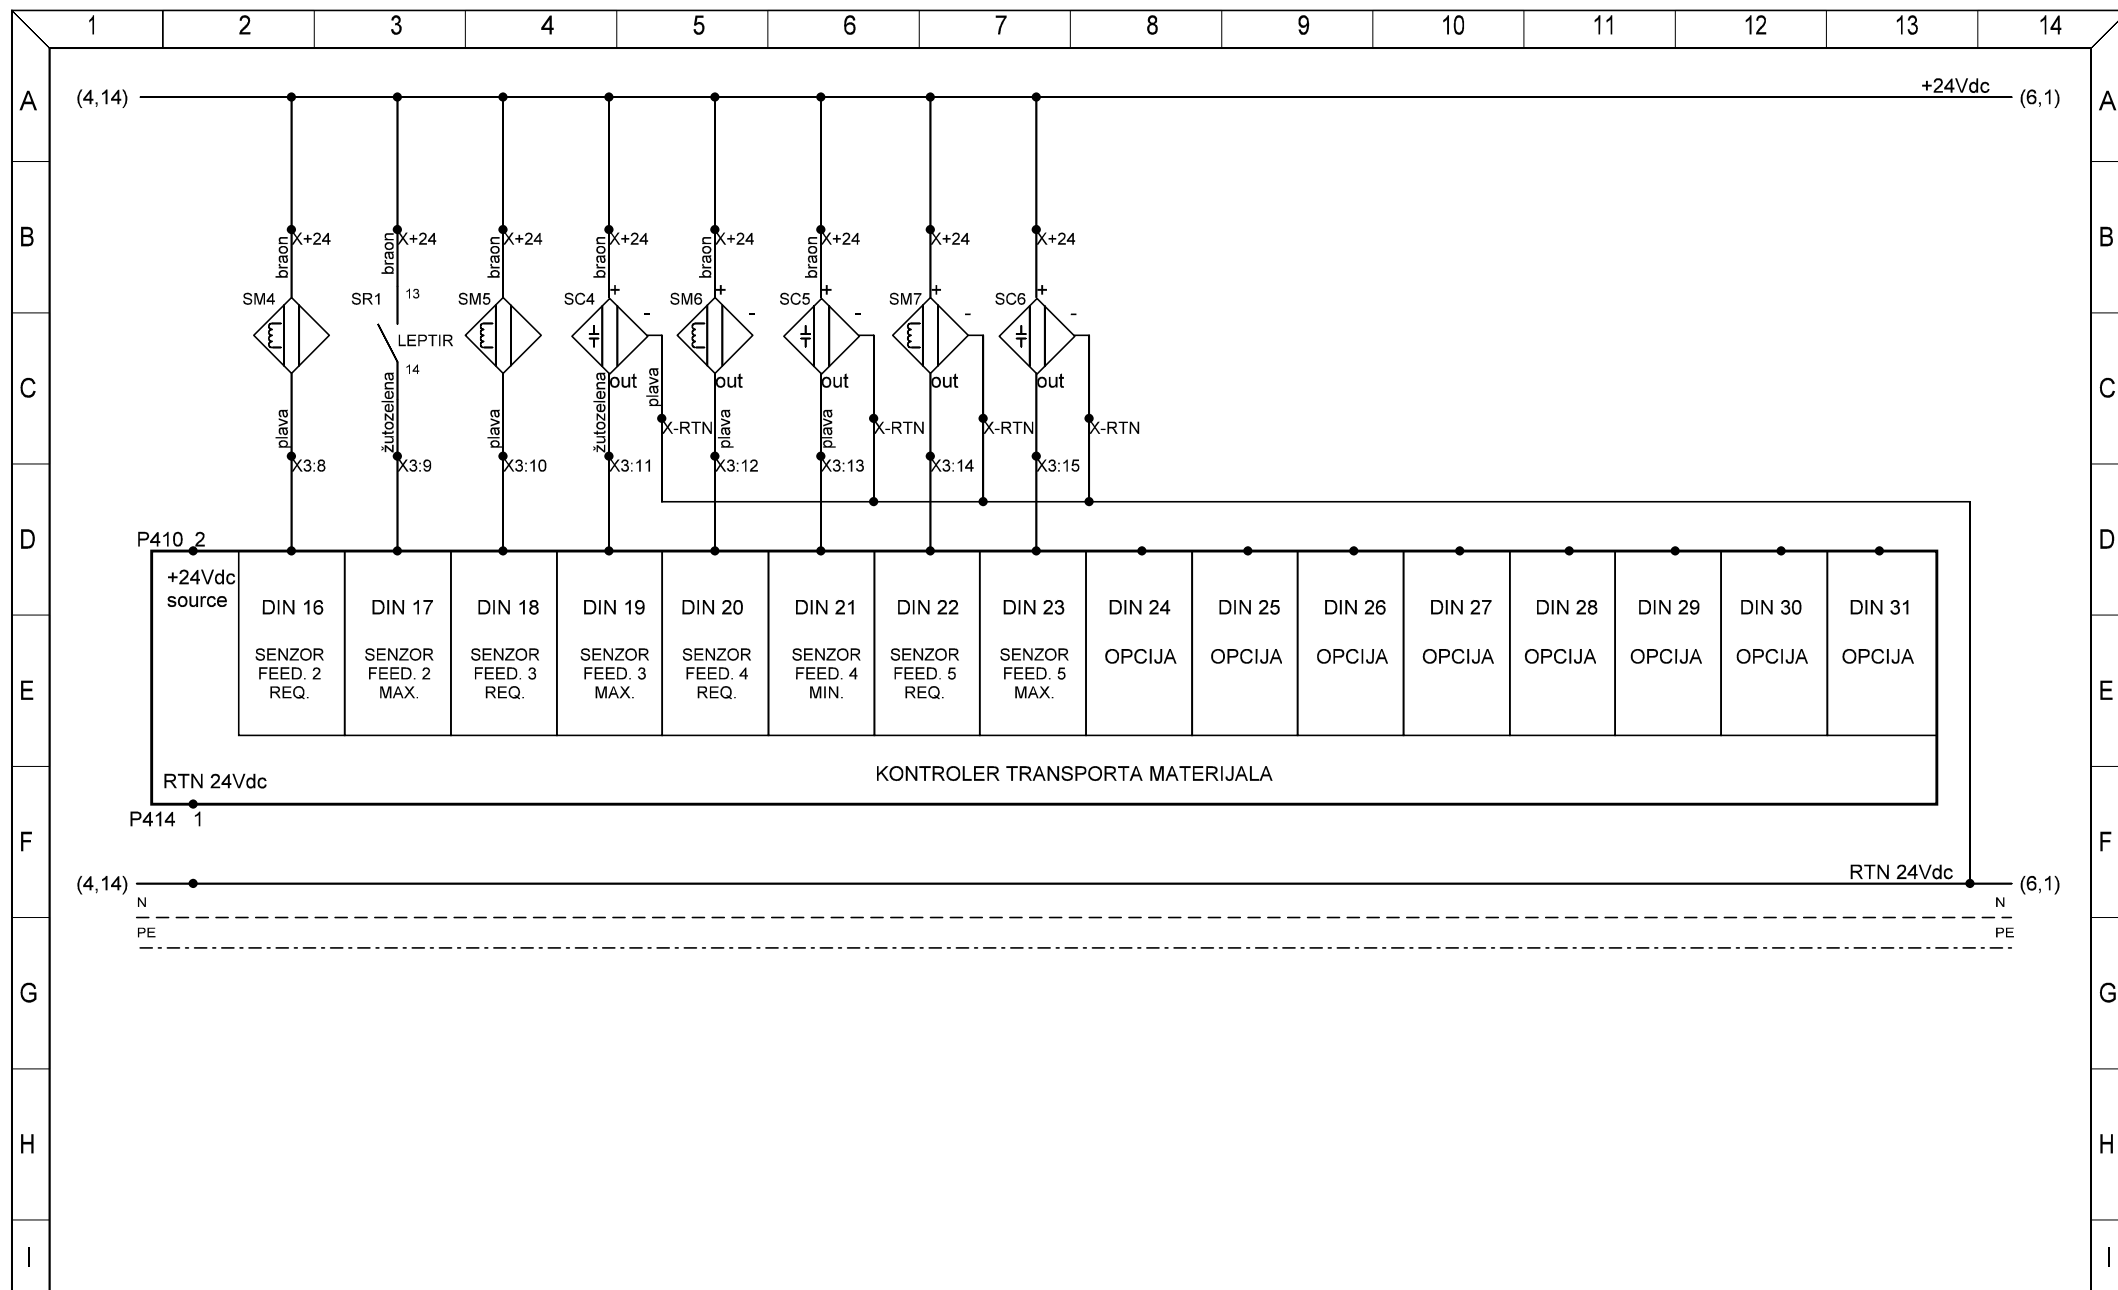 1 2 3 4 5 6 7 8 9 10 11 12 13 14
A (4,14) +24Vdc (6,1) A
B X+24 X+24 X+24 X+24 X+24 X+24 X+24 X+24 B
braon braon braon braon braon braon
SM4 SR1 13 SM5 SC4 + - SM6 + - SC5 + - SM7 + - SC6 + -
LEPTIR
14
C out out out out out C
plava žutozelena plava žutozelena plava plava plava
X-RTN X-RTN X-RTN X-RTN
X3:8 X3:9 X3:10 X3:11 X3:12 X3:13 X3:14 X3:15
D P410 2 D
+24Vdc
source
DIN 16 DIN 17 DIN 18 DIN 19 DIN 20 DIN 21 DIN 22 DIN 23 DIN 24 DIN 25 DIN 26 DIN 27 DIN 28 DIN 29 DIN 30 DIN 31
SENZOR SENZOR SENZOR SENZOR SENZOR SENZOR SENZOR SENZOR OPCIJA OPCIJA OPCIJA OPCIJA OPCIJA OPCIJA OPCIJA OPCIJA
FEED. 2 FEED. 2 FEED. 3 FEED. 3 FEED. 4 FEED. 4 FEED. 5 FEED. 5
E REQ. MAX. REQ. MAX. REQ. MIN. REQ. MAX. E
KONTROLER TRANSPORTA MATERIJALA
RTN 24Vdc
P414 1
F F
(4,14) RTN 24Vdc (6,1)
N N
PE PE
G G
H H
I I